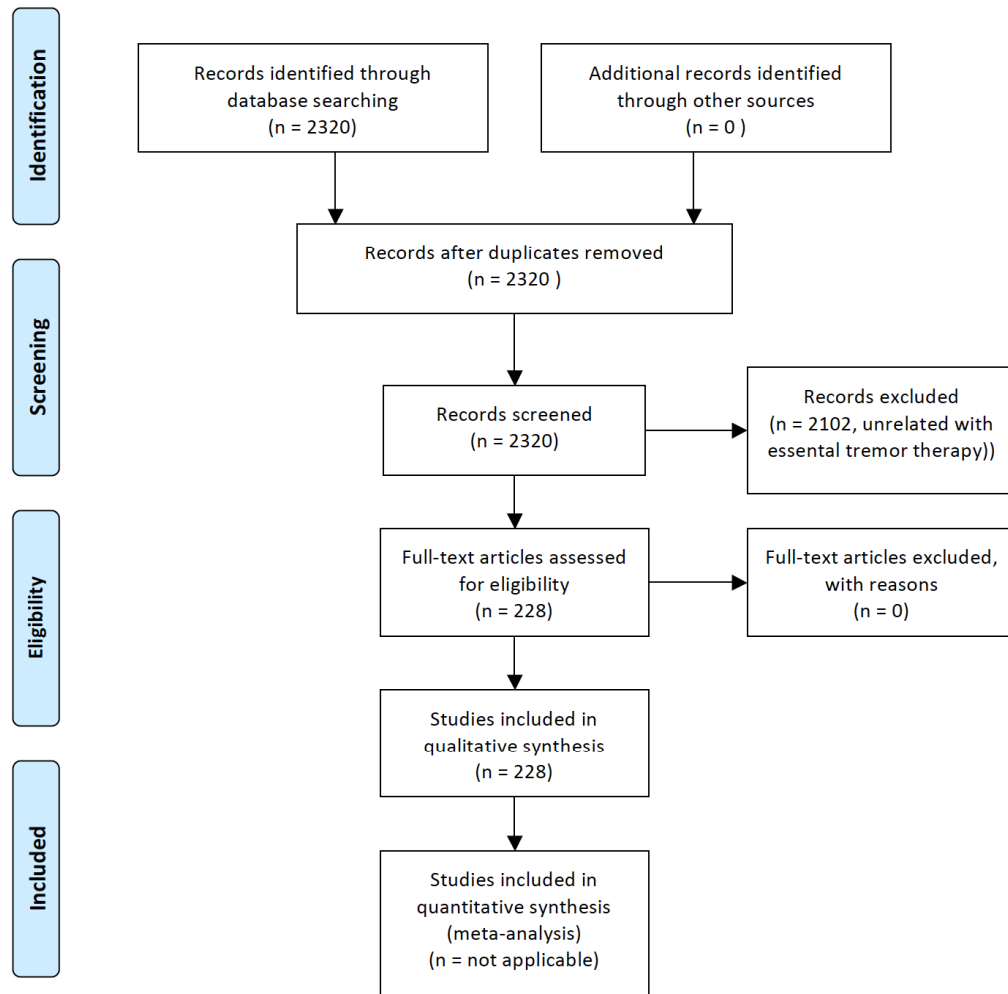 Identification
Records identified through
database searching
(n = 2320)
Additional records identified
through other sources
(n = 0 )
Records after duplicates removed
(n = 2320 )
Screening
Records screened
(n = 2320)
Records excluded
(n = 2102, unrelated with
essental tremor therapy))
Eligibility
Full-text articles assessed
for eligibility
(n = 228)
Full-text articles excluded,
with reasons
(n = 0)
Studies included in
qualitative synthesis
(n = 228)
Included
Studies included in
quantitative synthesis
(meta-analysis)
(n = not applicable)